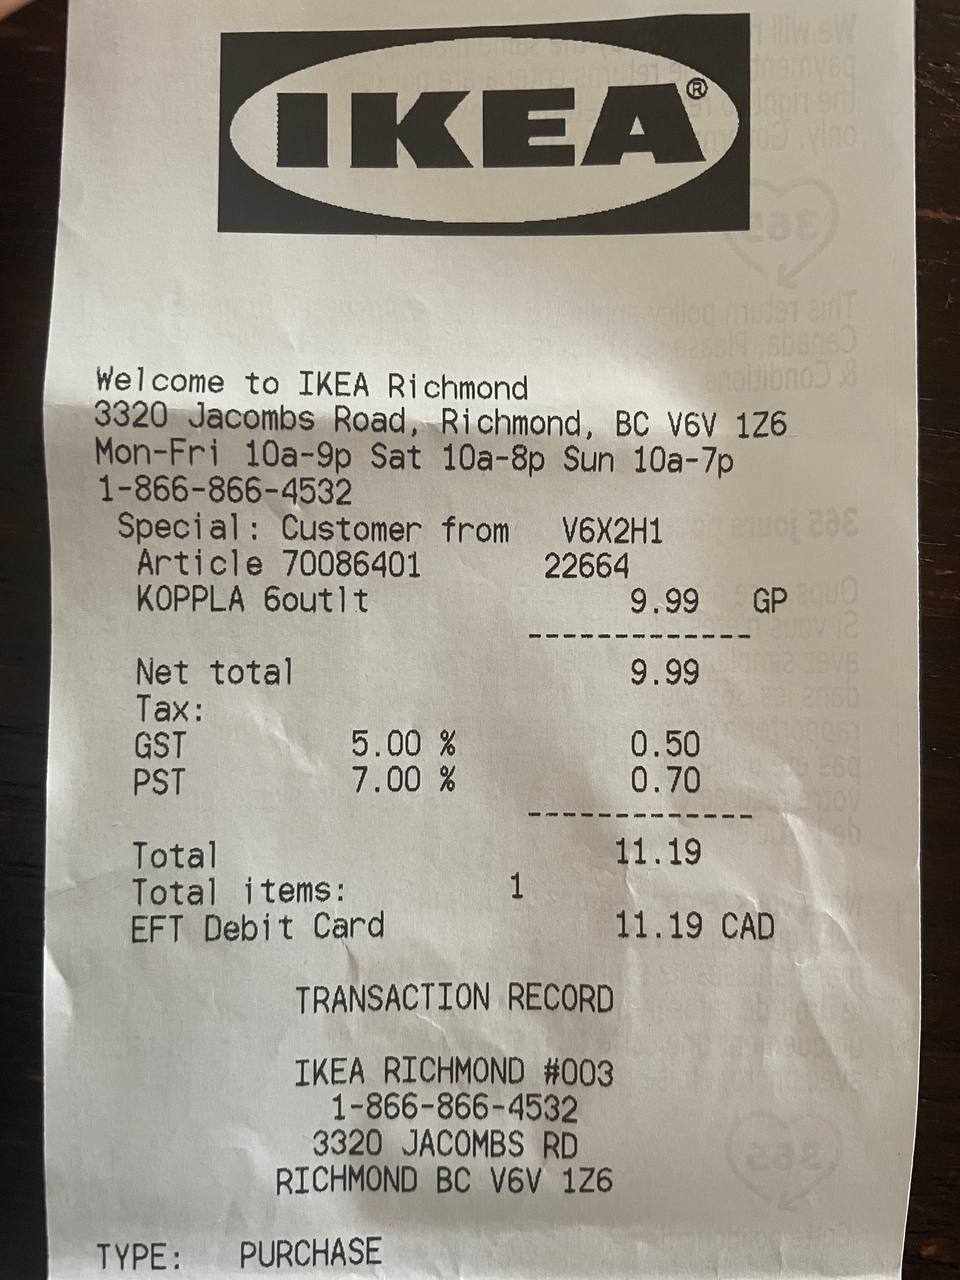 IKEA®
Welcome to IKEA Richmond
3320 Jacombs Road, Richmond, BC V6V 1Z6
Mon-Fri 10a-9p Sat 10a-8p Sun 10a-7p
1-866-866-4532
Special: Customer from V6X2H1
Article 70086401 22664
KOPPLA 6outlt 9.99 GP
-------------
Net total 9.99
Tax:
GST 5.00 % 0.50
PST 7.00 % 0.70
-------------
Total 11.19
Total items: 1
EFT Debit Card 11.19 CAD
TRANSACTION RECORD
IKEA RICHMOND #003
1-866-866-4532
3320 JACOMBS RD
RICHMOND BC V6V 1Z6
TYPE: PURCHASE